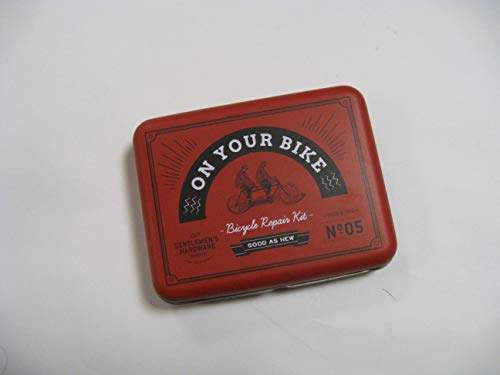 ON YOUR BIKE
- Bicycle Repair Kit -
GOOD AS NEW
GENTLEMEN'S
HARDWARE
Nº05